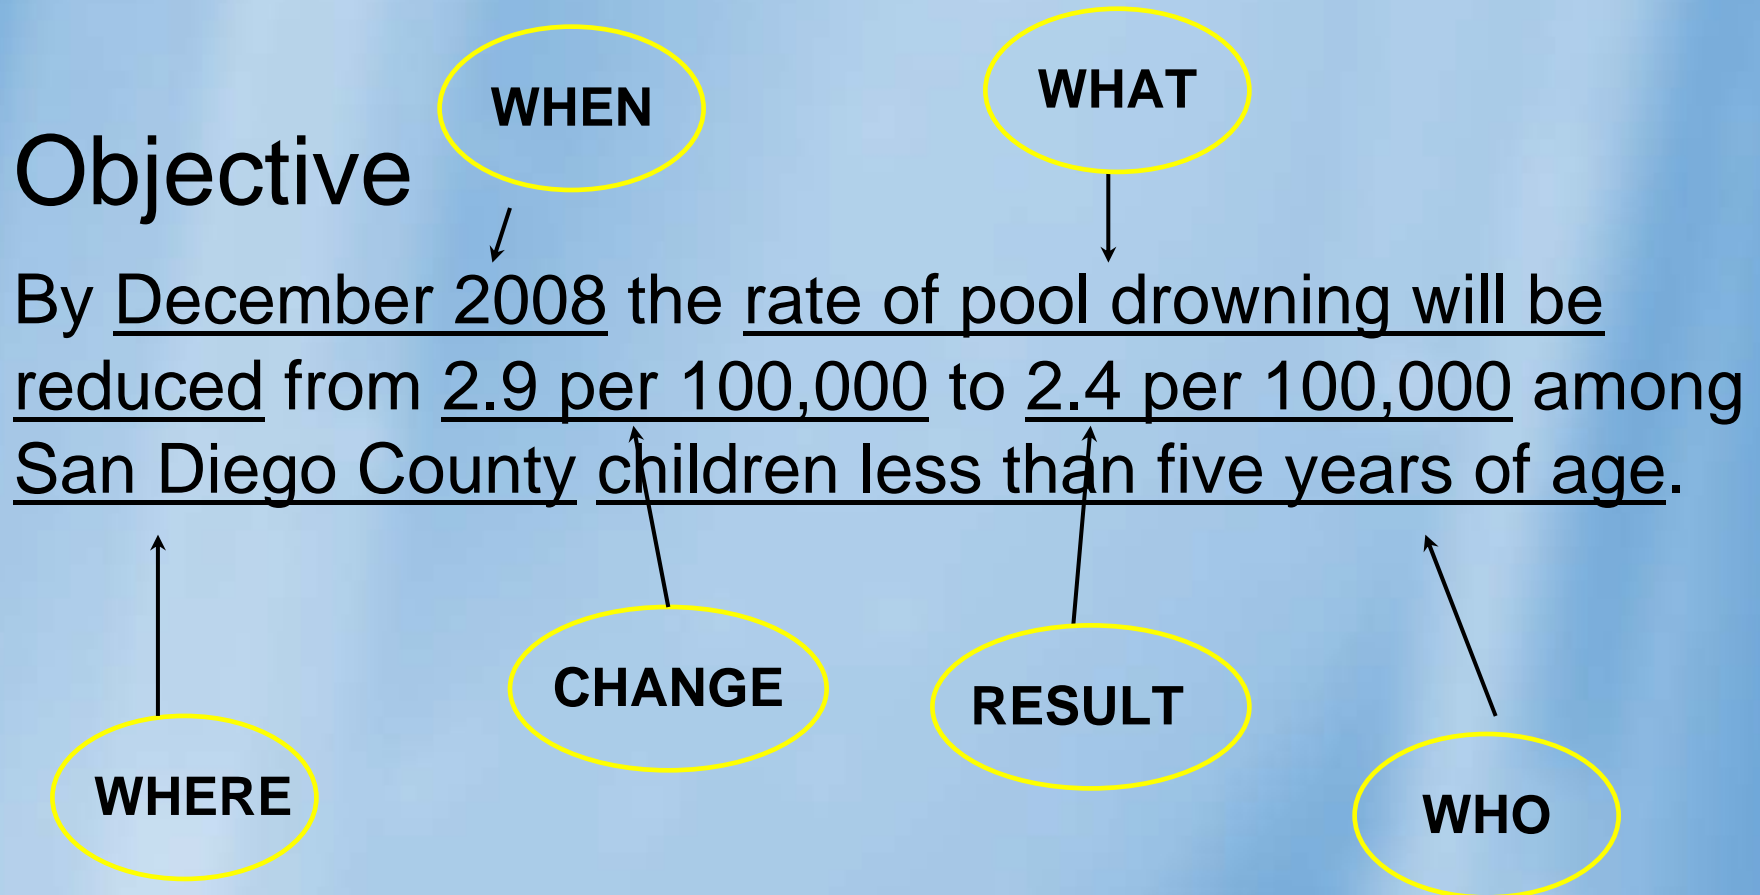 WHEN
WHAT
Objective
By December 2008 the rate of pool drowning will be
reduced from 2.9 per 100,000 to 2.4 per 100,000 among
San Diego County children less than five years of age.
CHANGE
RESULT
WHERE
WHO